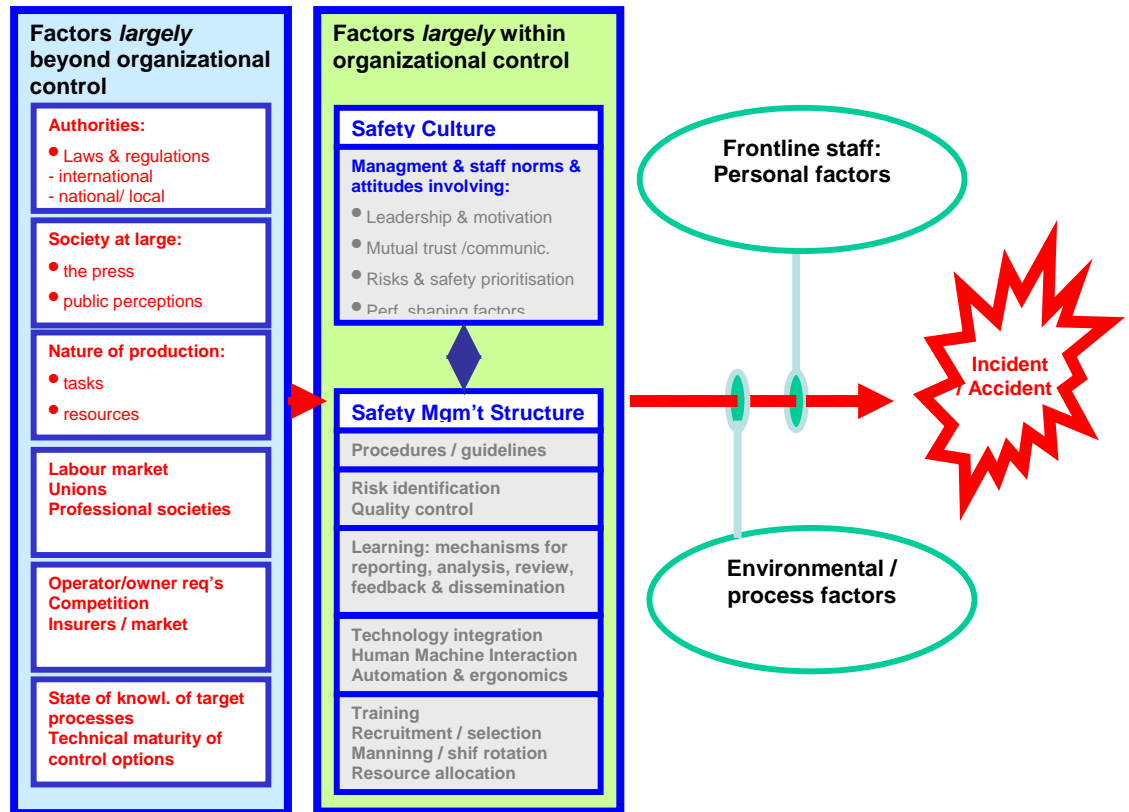 Factors largely
beyond organizational
control
Authorities:
• Laws & regulations
- international
- national/ local
Society at large:
• the press
• public perceptions
Nature of production:
• tasks
• resources
Labour market
Unions
Professional societies
Operator/owner req's
Competition
Insurers / market
State of knowl. of target
processes
Technical maturity of
control options
Factors largely within
organizational control
Safety Culture
Managment & staff norms &
attitudes involving:
• Leadership & motivation
• Mutual trust /communic.
• Risks & safety prioritisation
• Perf. shaping factors
Safety Mgm't Structure
Procedures / guidelines
Risk identification
Quality control
Learning: mechanisms for
reporting, analysis, review,
feedback & dissemination
Technology integration
Human Machine Interaction
Automation & ergonomics
Training
Recruitment / selection
Manninng / shif rotation
Resource allocation
Frontline staff:
Personal factors
Environmental /
process factors
Incident
/ Accident